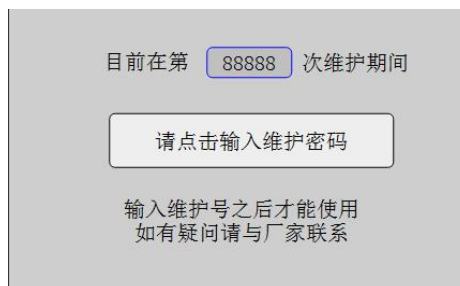 目前在第 88888 次维护期间
请点击输入维护密码
输入维护号之后才能使用
如有疑问请与厂家联系